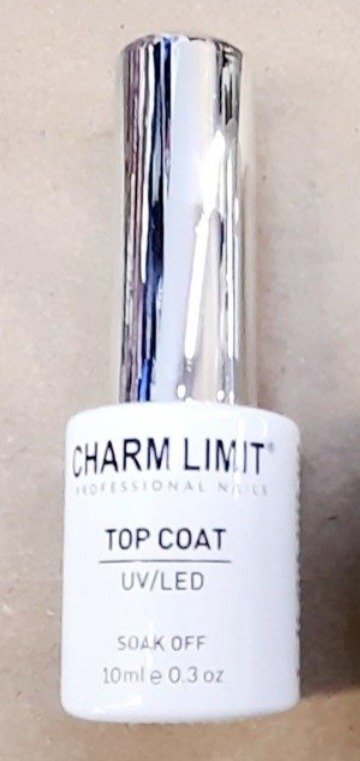 CHARM LIMIT®
PROFESSIONAL NAILS
TOP COAT
UV/LED
SOAK OFF
10ml e 0.3 oz